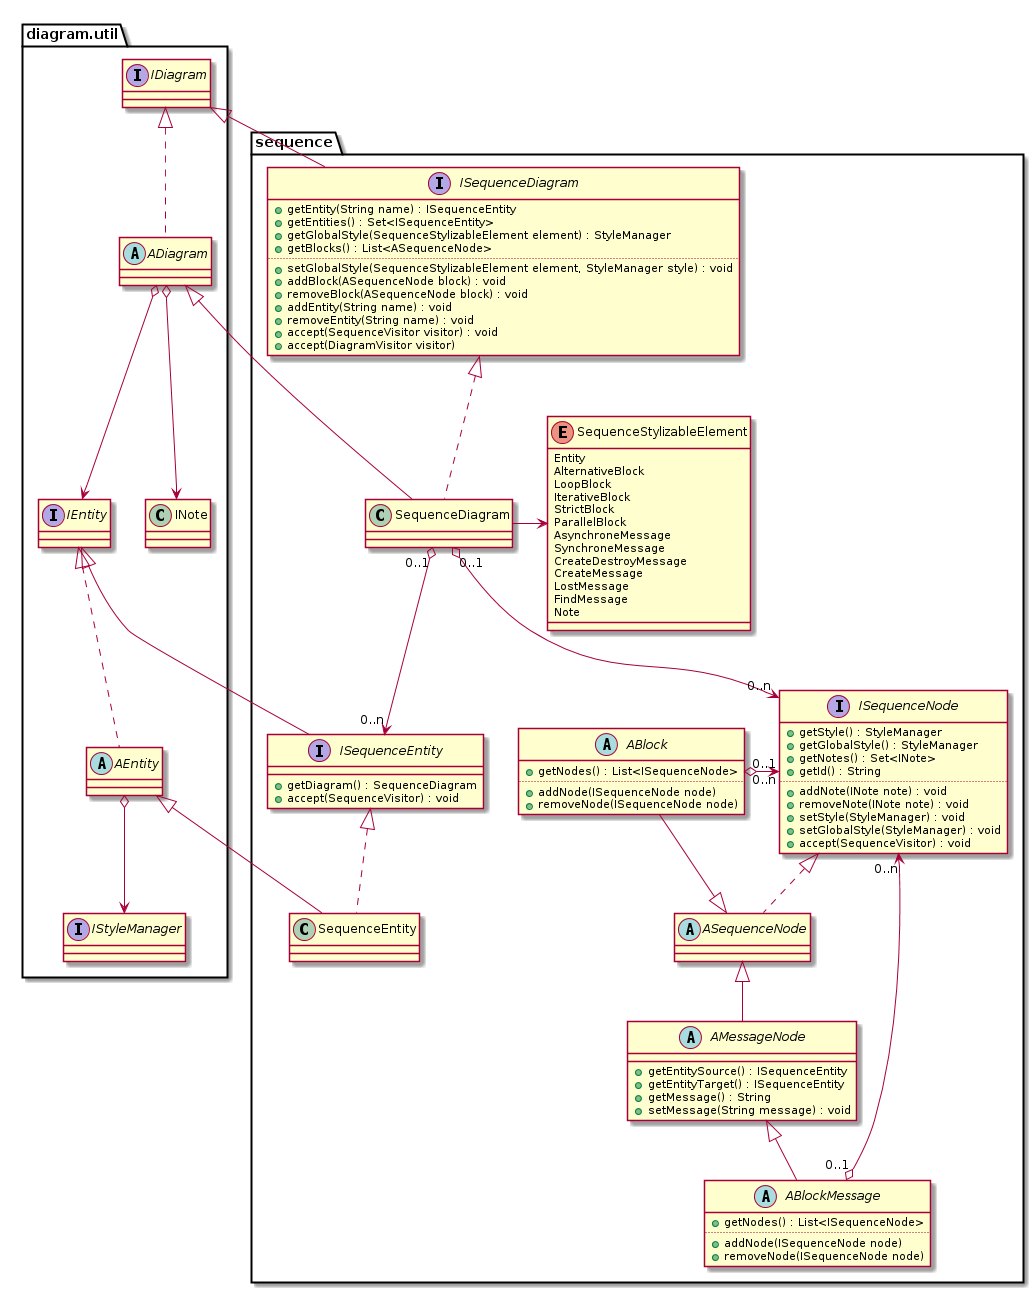 diagram.util
I IDiagram
A ADiagram
I IEntity
C INote
A AEntity
I IStyleManager
sequence
I ISequenceDiagram
getEntity(String name) : ISequenceEntity
getEntities() : Set<ISequenceEntity>
getGlobalStyle(SequenceStylizableElement element) : StyleManager
getBlocks() : List<ASequenceNode>
setGlobalStyle(SequenceStylizableElement element, StyleManager style) : void
addBlock(ASequenceNode block) : void
removeBlock(ASequenceNode block) : void
addEntity(String name) : void
removeEntity(String name) : void
accept(SequenceVisitor visitor) : void
accept(DiagramVisitor visitor)
E SequenceStylizableElement
Entity
AlternativeBlock
LoopBlock
IterativeBlock
StrictBlock
ParallelBlock
AsynchroneMessage
SynchroneMessage
CreateDestroyMessage
CreateMessage
LostMessage
FindMessage
Note
C SequenceDiagram
0..1
0..1
0..n
0..n
I ISequenceEntity
getDiagram() : SequenceDiagram
accept(SequenceVisitor) : void
A ABlock
getNodes() : List<ISequenceNode>
addNode(ISequenceNode node)
removeNode(ISequenceNode node)
0..1
0..n
I ISequenceNode
getStyle() : StyleManager
getGlobalStyle() : StyleManager
getNotes() : Set<INote>
getId() : String
addNote(INote note) : void
removeNote(INote note) : void
setStyle(StyleManager) : void
setGlobalStyle(StyleManager) : void
accept(SequenceVisitor) : void
0..n
C SequenceEntity
A ASequenceNode
A AMessageNode
getEntitySource() : ISequenceEntity
getEntityTarget() : ISequenceEntity
getMessage() : String
setMessage(String message) : void
0..1
A ABlockMessage
getNodes() : List<ISequenceNode>
addNode(ISequenceNode node)
removeNode(ISequenceNode node)